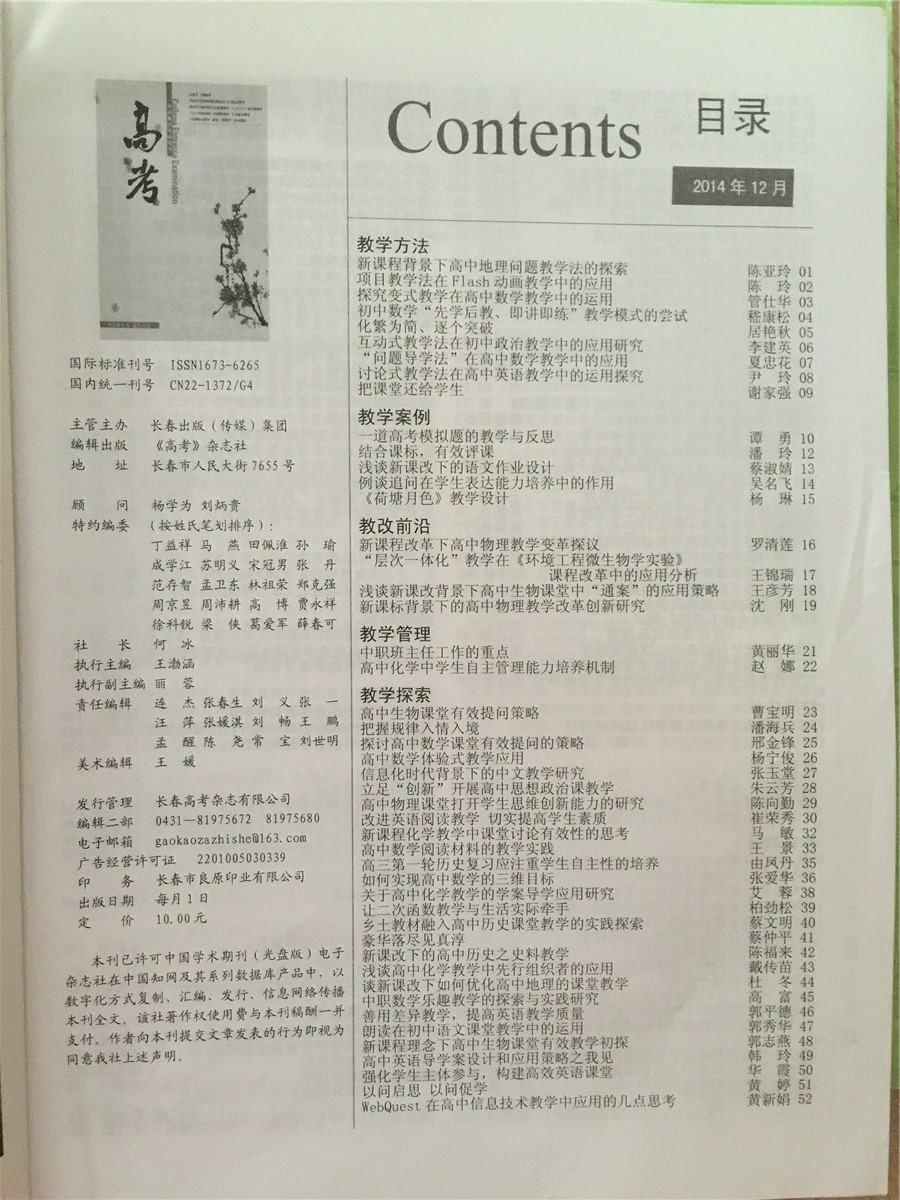 高考
College Entrance Examination
国际标准刊号 ISSN1673-6265
国内统一刊号 CN22-1372/G4
主管主办 长春出版（传媒）集团
编辑出版 《高考》杂志社
地 址 长春市人民大街7655号
顾 问 杨学为 刘炳贵
特约编委 （按姓氏笔划排序）：
丁益祥 马 燕 田佩淮 孙 瑜
成学江 苏明义 宋冠男 张 丹
范存智 孟卫东 林祖荣 郑克强
周京昱 周沛耕 高 博 贾永祥
徐科锐 梁 侠 葛爱军 薛春可
社 长 何 冰
执行主编 王渤涵
执行副主编 丽 蓉
责任编辑 连 杰 张春生 刘 义 张 一
汪 萍 张媛淇 刘 畅 王 鹏
孟 醒 陈 尧 常 宝 刘世明
美术编辑 王 媛
发行管理 长春高考杂志有限公司
编辑二部 0431—81975672 81975680
电子邮箱 gaokaozazhishe@163.com
广告经营许可证 2201005030339
印 务 长春市良原印业有限公司
出版日期 每月1日
定 价 10.00元
本刊已许可中国学术期刊（光盘版）电子
杂志社在中国知网及其系列数据库产品中，以
数字化方式复制、汇编、发行、信息网络传播
本刊全文。该社著作权使用费与本刊稿酬一并
支付。作者向本刊提交文章发表的行为即视为
同意我社上述声明。
Contents 目录
2014年12月
教学方法
新课程背景下高中地理问题教学法的探索 陈亚玲 01
项目教学法在Flash动画教学中的应用 陈 玲 02
探究变式教学在高中数学教学中的运用 管仕华 03
初中数学“先学后教、即讲即练”教学模式的尝试 嵇康松 04
化繁为简、逐个突破 居艳秋 05
互动式教学法在初中政治教学中的应用研究 李建英 06
“问题导学法”在高中数学教学中的应用 夏忠花 07
讨论式教学法在高中英语教学中的运用探究 尹 玲 08
把课堂还给学生 谢家强 09
教学案例
一道高考模拟题的教学与反思 谭 勇 10
结合课标，有效评课 潘 玲 12
浅谈新课改下的语文作业设计 蔡淑婧 13
例谈追问在学生表达能力培养中的作用 吴名飞 14
《荷塘月色》教学设计 杨 琳 15
教改前沿
新课程改革下高中物理教学变革探议 罗清莲 16
“层次一体化”教学在《环境工程微生物学实验》
课程改革中的应用分析 王锦瑞 17
浅谈新课改背景下高中生物课堂中“通案”的应用策略 王彦芳 18
新课标背景下的高中物理教学改革创新研究 沈 刚 19
教学管理
中职班主任工作的重点 黄丽华 21
高中化学中学生自主管理能力培养机制 赵 娜 22
教学探索
高中生物课堂有效提问策略 曹宝明 23
把握规律入情入境 潘海兵 24
探讨高中数学课堂有效提问的策略 邢金锋 25
高中数学体验式教学应用 杨宁俊 26
信息化时代背景下的中文教学研究 张玉堂 27
立足“创新”开展高中思想政治课教学 朱云芳 28
高中物理课堂打开学生思维创新能力的研究 陈向勤 29
改进英语阅读教学 切实提高学生素质 崔荣秀 30
新课程化学教学中课堂讨论有效性的思考 马 敏 32
高中数学阅读材料的教学实践 王 景 33
高三第一轮历史复习应注重学生自主性的培养 由凤丹 35
如何实现高中数学的三维目标 张爱华 36
关于高中化学教学的学案导学应用研究 艾 蓉 38
让二次函数教学与生活实际牵手 柏劲松 39
乡土教材融入高中历史课堂教学的实践探索 蔡文明 40
豪华落尽见真淳 蔡仲平 41
新课改下的高中历史之史料教学 陈福来 42
浅谈高中化学教学中先行组织者的应用 戴传苗 43
谈新课改下如何优化高中地理的课堂教学 杜 冬 44
中职数学乐趣教学的探索与实践研究 高 富 45
善用差异教学，提高英语教学质量 郭平德 46
朗读在初中语文课堂教学中的运用 郭秀华 47
新课程理念下高中生物课堂有效教学初探 郭志燕 48
高中英语导学案设计和应用策略之我见 韩 玲 49
强化学生主体参与，构建高效英语课堂 华 霞 50
以问启思 以问促学 黄 婷 51
WebQuest在高中信息技术教学中应用的几点思考 黄新娟 52